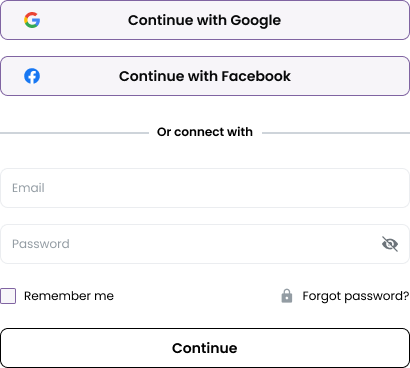 Continue with Google
Continue with Facebook
Or connect with
Email
Password
Remember me
Forgot password?
Continue